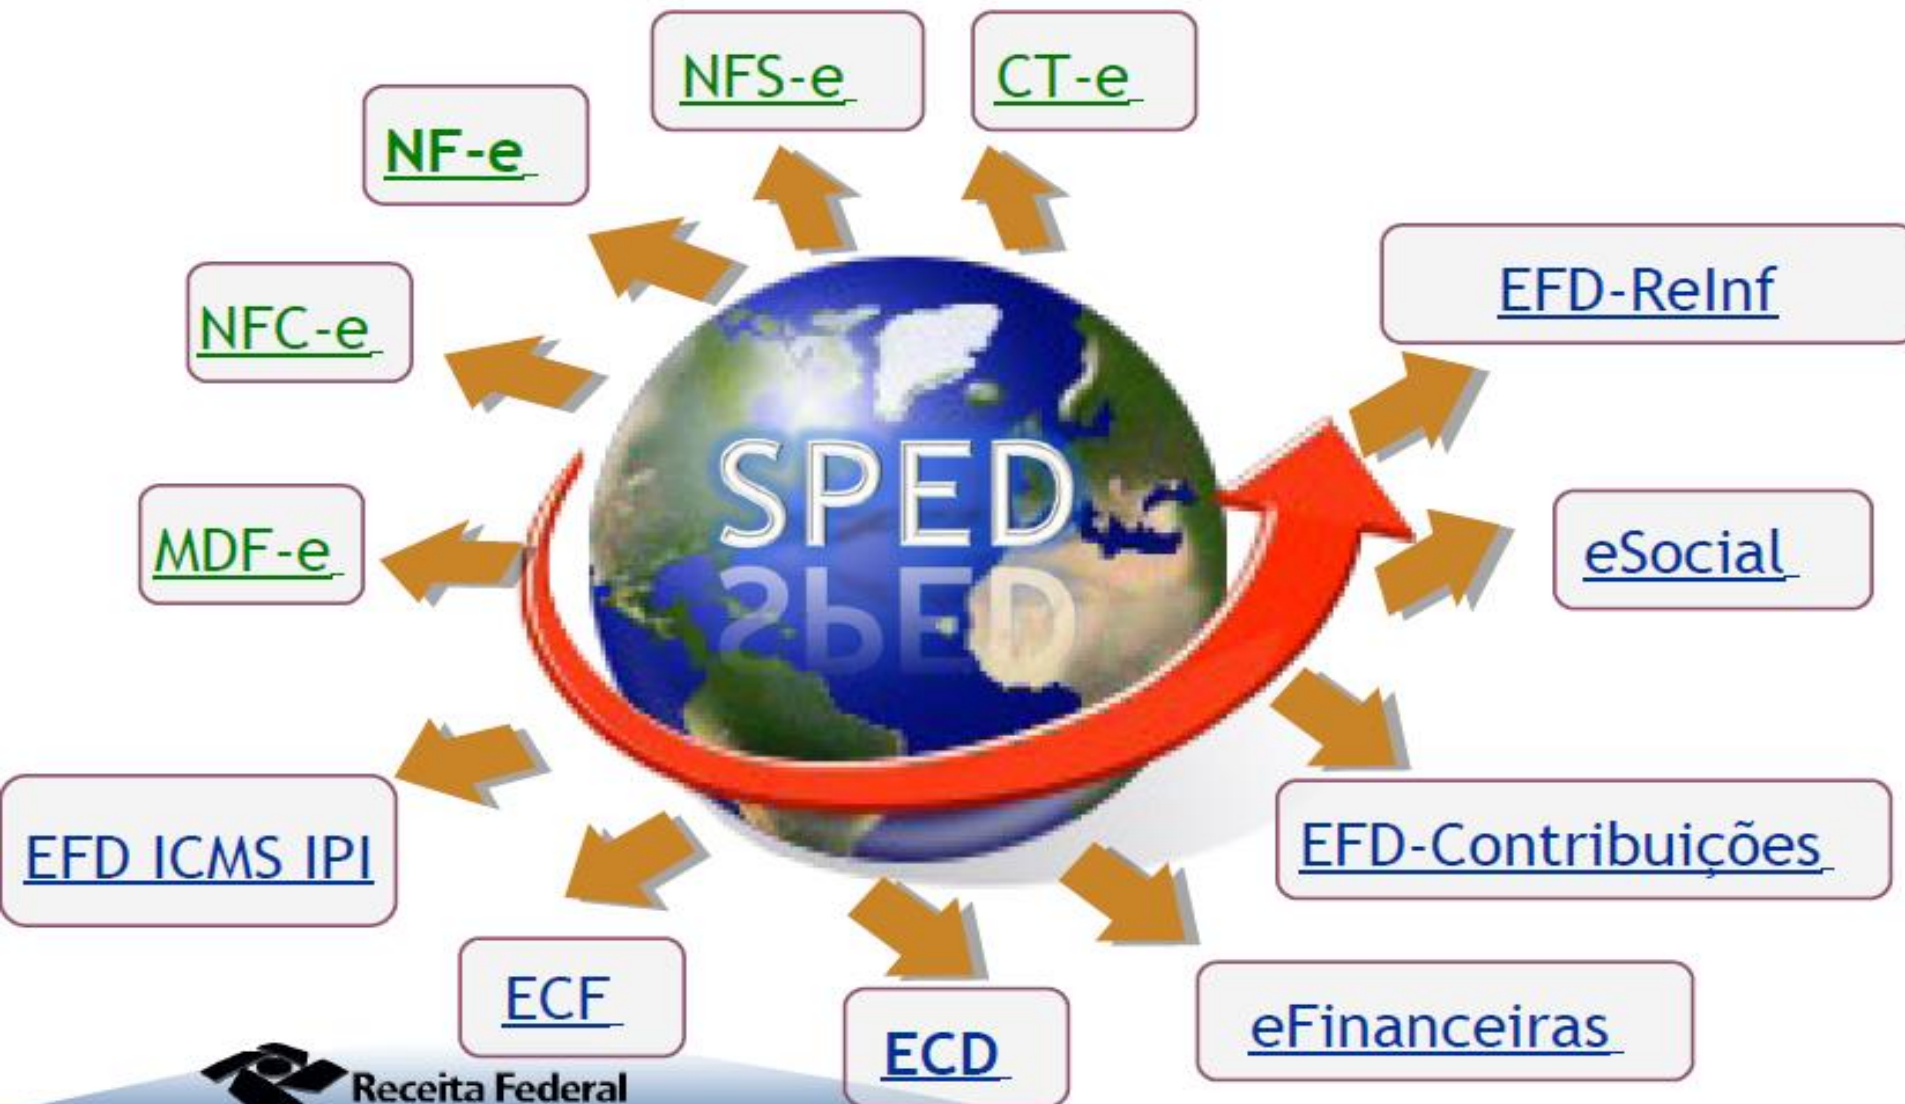 NFS-e
CT-e
NF-e
EFD-ReInf
NFC-e
SPED
eSocial
MDF-e
EFD-Contribuições
EFD ICMS IPI
ECF
ECD
eFinanceiras
Receita Federal